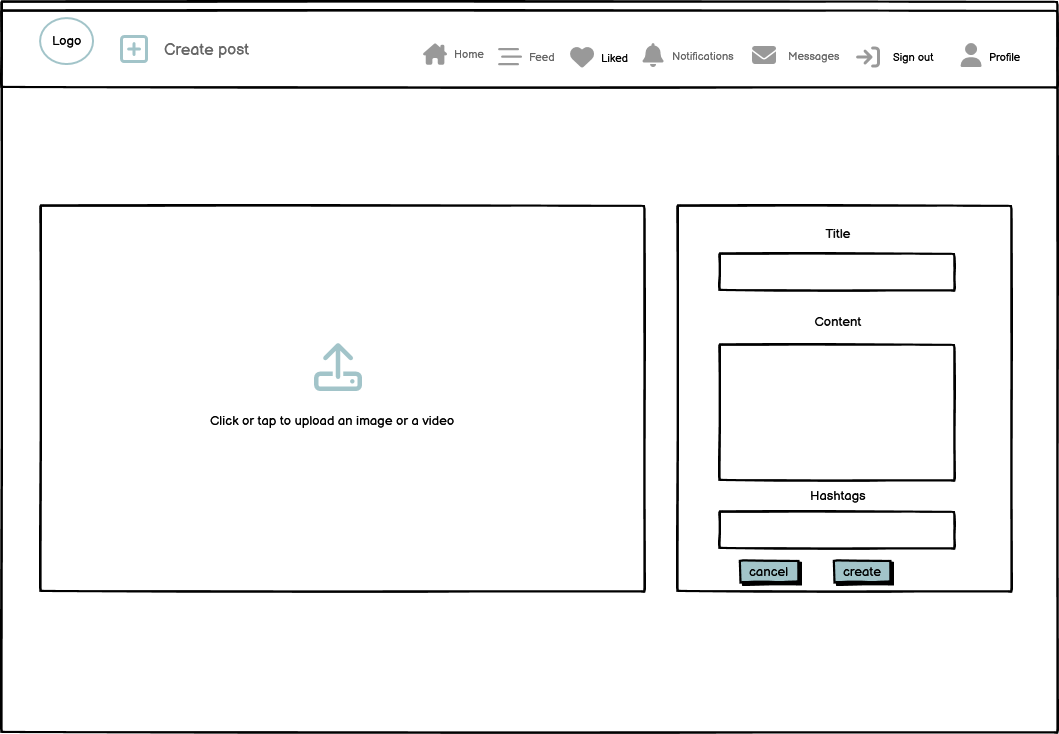 Logo
Create post
Home
Feed
Liked
Notifications
Messages
Sign out
Profile
Click or tap to upload an image or a video
Title
Content
Hashtags
cancel
create